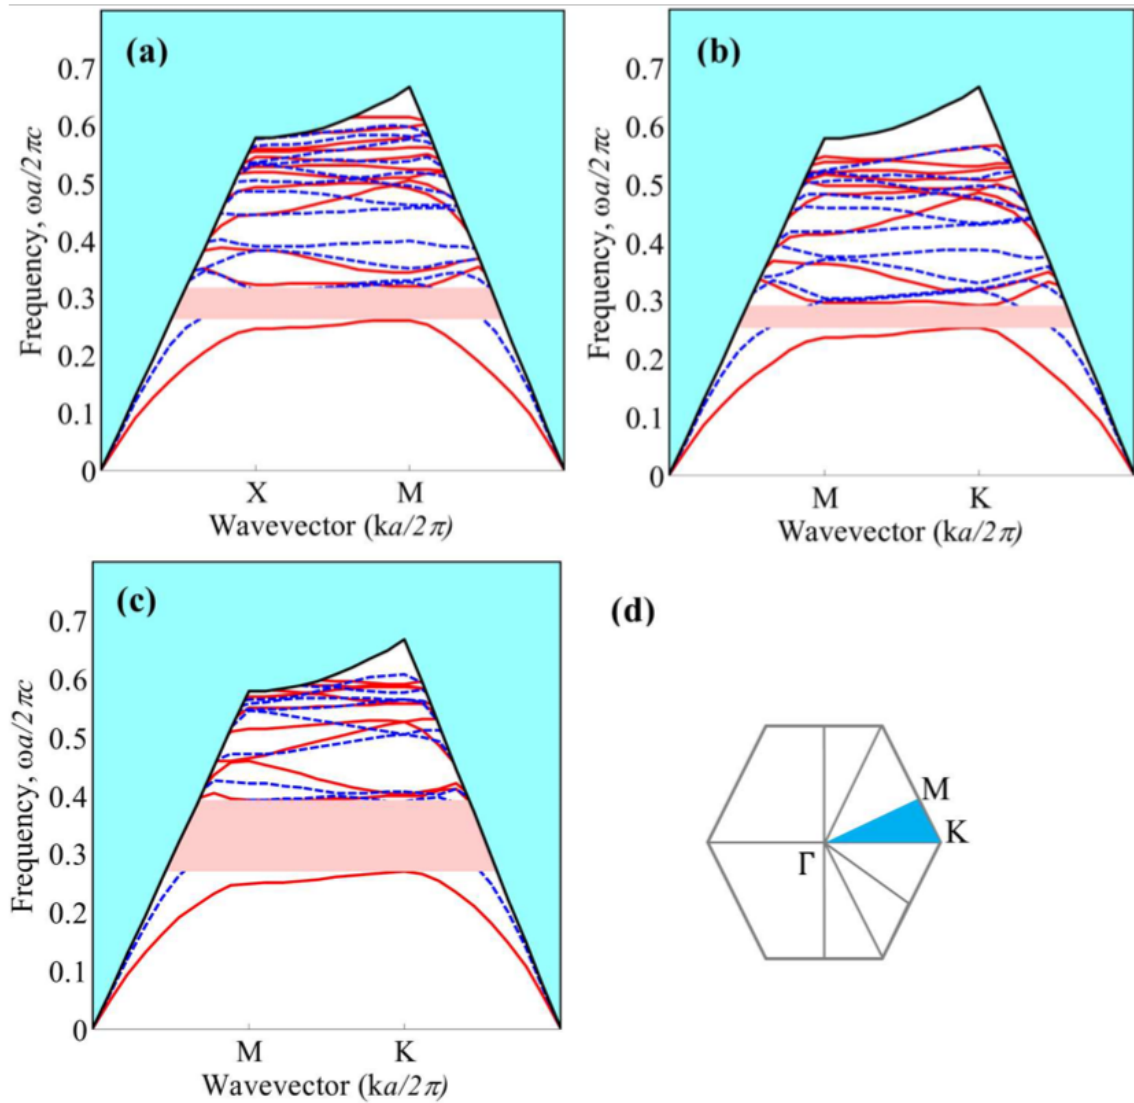 (a)
0.7
0.6
0.5
0.4
0.3
0.2
0.1
0
Frequency, ωa/2πc
X M
Wavevector (ka/2π)
(b)
0.7
0.6
0.5
0.4
0.3
0.2
0.1
0
Frequency, ωa/2πc
M K
Wavevector (ka/2π)
(c)
0.7
0.6
0.5
0.4
0.3
0.2
0.1
0
Frequency, ωa/2πc
M K
Wavevector (ka/2π)
(d)
M
K
Γ